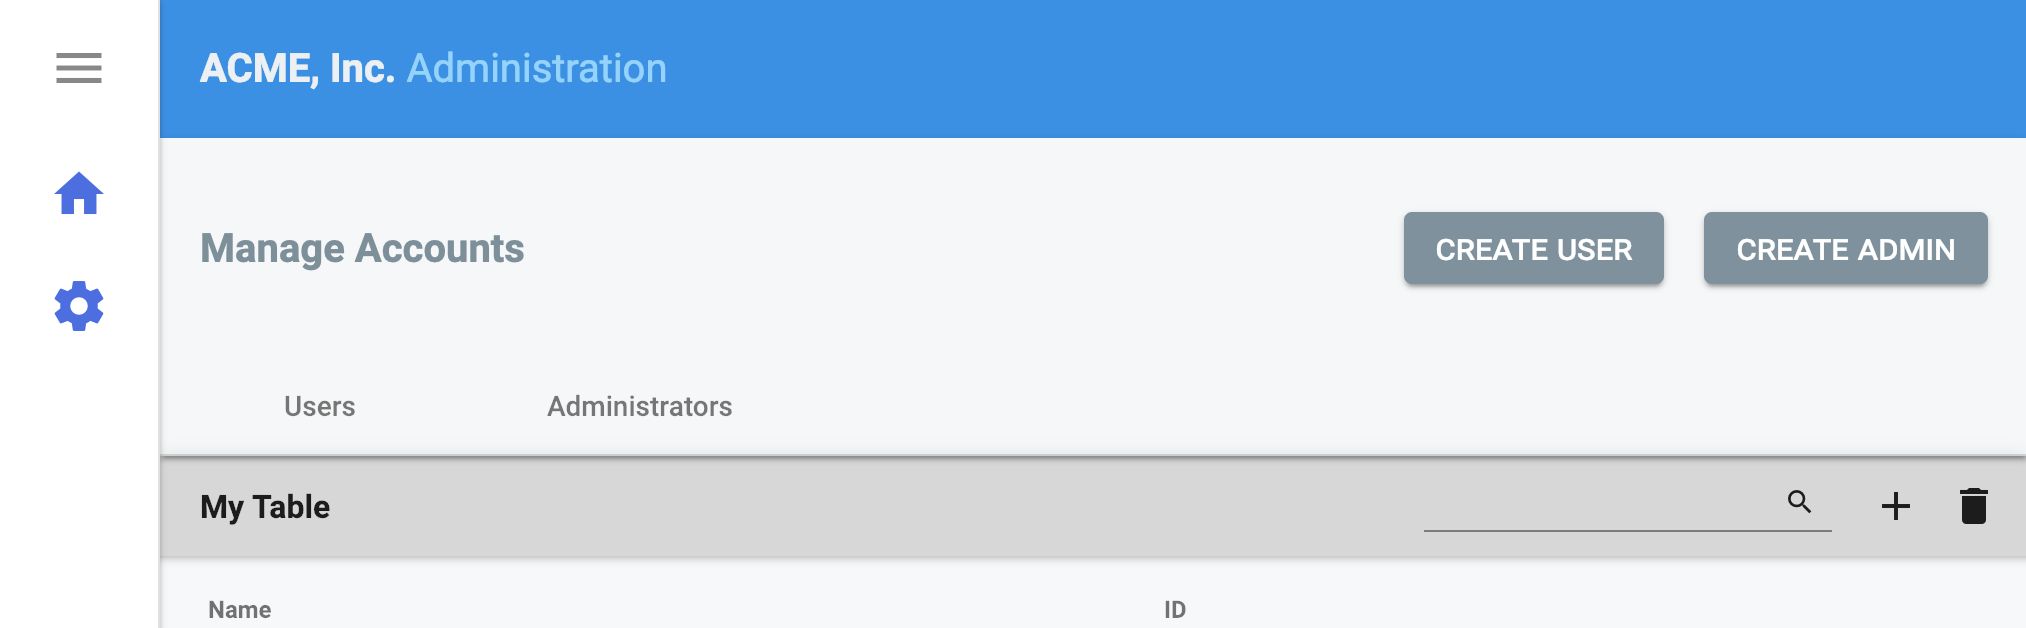 ACME, Inc. Administration
Manage Accounts
CREATE USER
CREATE ADMIN
Users
Administrators
My Table
Name
ID